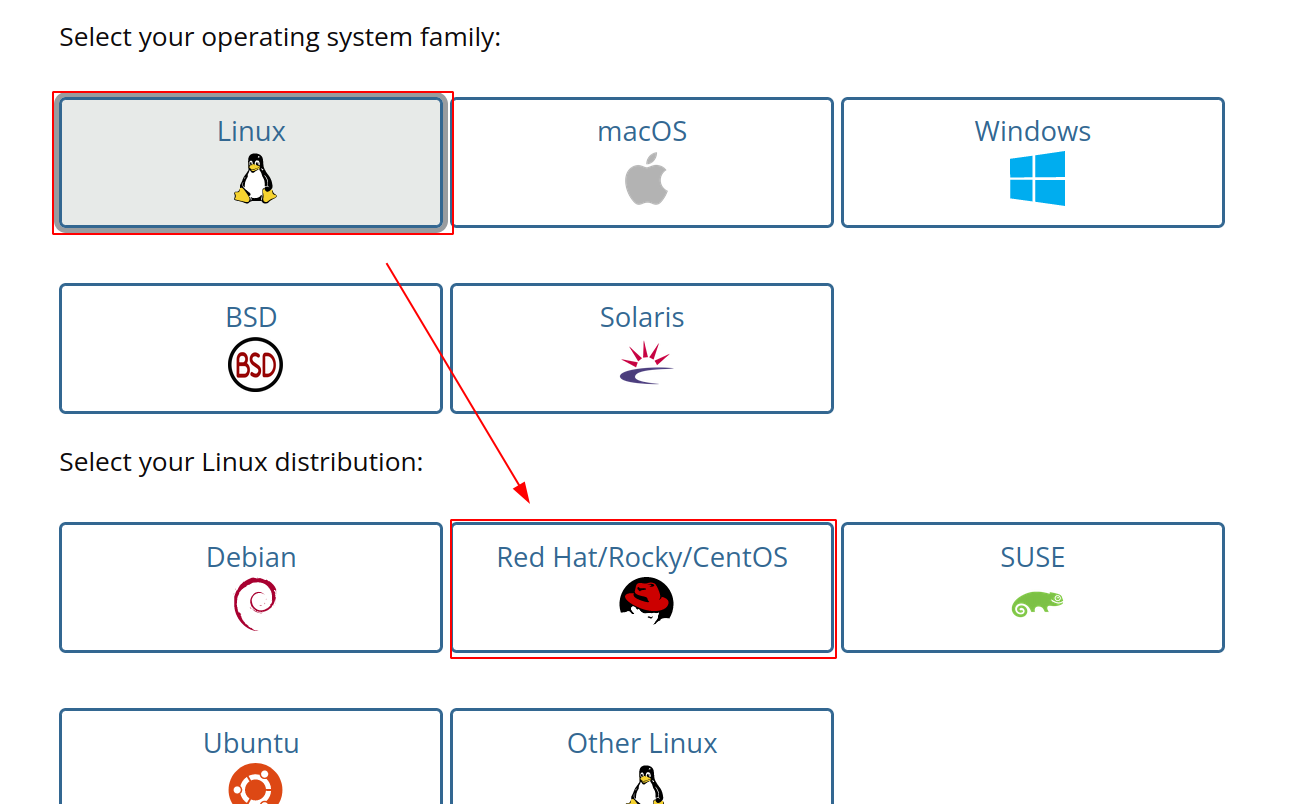 Select your operating system family:
Linux
macOS
Windows
BSD
BSD
Solaris
Select your Linux distribution:
Debian
Red Hat/Rocky/CentOS
SUSE
Ubuntu
Other Linux